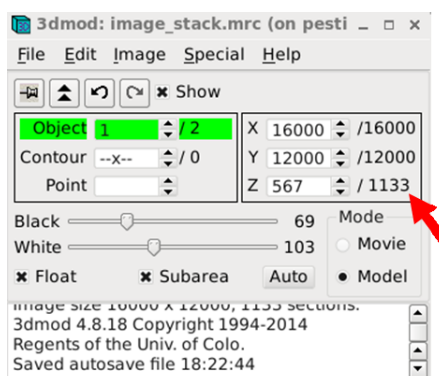 3dmod: image_stack.mrc (on pesti
File Edit Image Special Help
Show
Object 1 / 2 X 16000 /16000
Contour --x-- / 0 Y 12000 /12000
Point Z 567 / 1133
Black 69 Mode
White 103 Movie
Float Subarea Auto Model
image size 16000 x 12000, 1133 sections.
3dmod 4.8.18 Copyright 1994-2014
Regents of the Univ. of Colo.
Saved autosave file 18:22:44